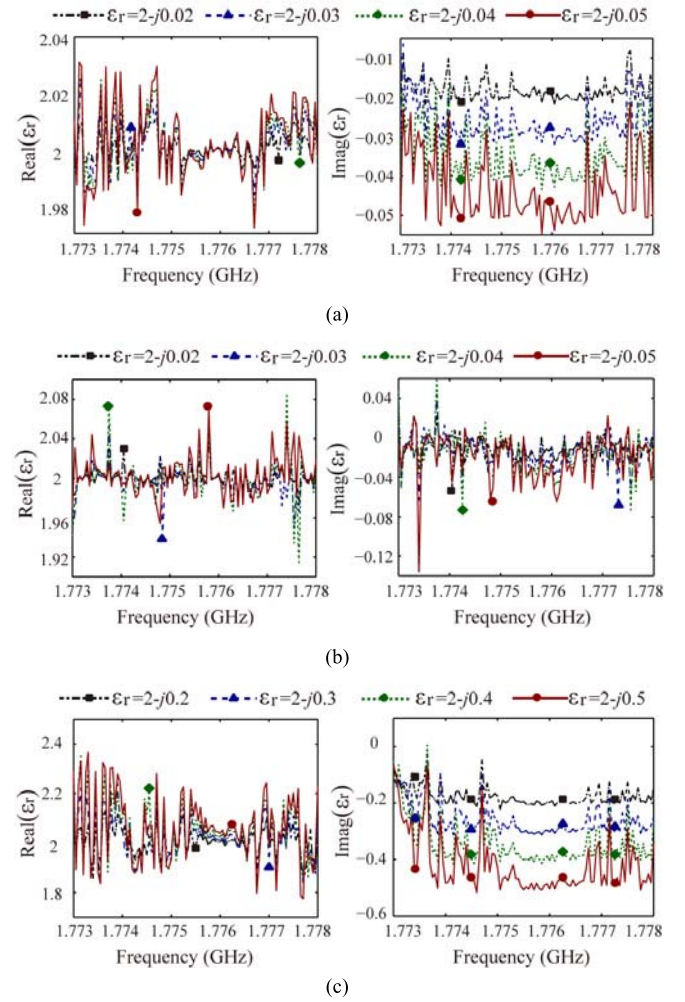 εr=2-j0.02 εr=2-j0.03 εr=2-j0.04 εr=2-j0.05
2.04
2.02
2
1.98
Real(εr)
1.773 1.774 1.775 1.776 1.777 1.778
Frequency (GHz)
−0.01
−0.02
−0.03
−0.04
−0.05
Imag(εr)
1.773 1.774 1.775 1.776 1.777 1.778
Frequency (GHz)
(a)
εr=2-j0.02 εr=2-j0.03 εr=2-j0.04 εr=2-j0.05
2.08
2.04
2
1.96
1.92
Real(εr)
1.773 1.774 1.775 1.776 1.777 1.778
Frequency (GHz)
0.04
0
−0.04
−0.08
−0.12
Imag(εr)
1.773 1.774 1.775 1.776 1.777 1.778
Frequency (GHz)
(b)
εr=2-j0.2 εr=2-j0.3 εr=2-j0.4 εr=2-j0.5
2.4
2.2
2
1.8
Real(εr)
1.773 1.774 1.775 1.776 1.777 1.778
Frequency (GHz)
0
−0.2
−0.4
−0.6
Imag(εr)
1.773 1.774 1.775 1.776 1.777 1.778
Frequency (GHz)
(c)